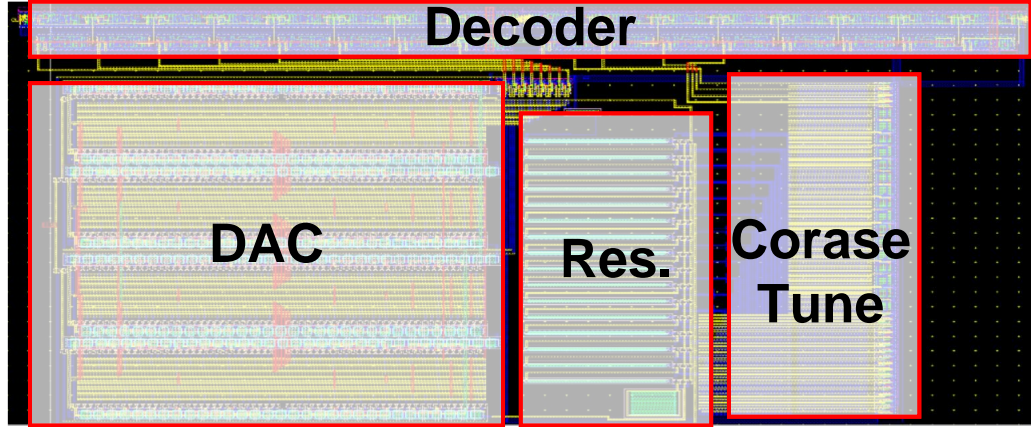 Decoder
DAC
Res.
Corase
Tune